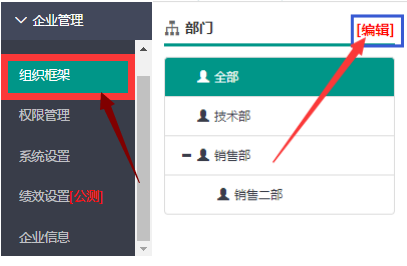 企业管理
组织框架
权限管理
系统设置
绩效设置[公测]
企业信息
部门
[编辑]
全部
技术部
销售部
销售二部